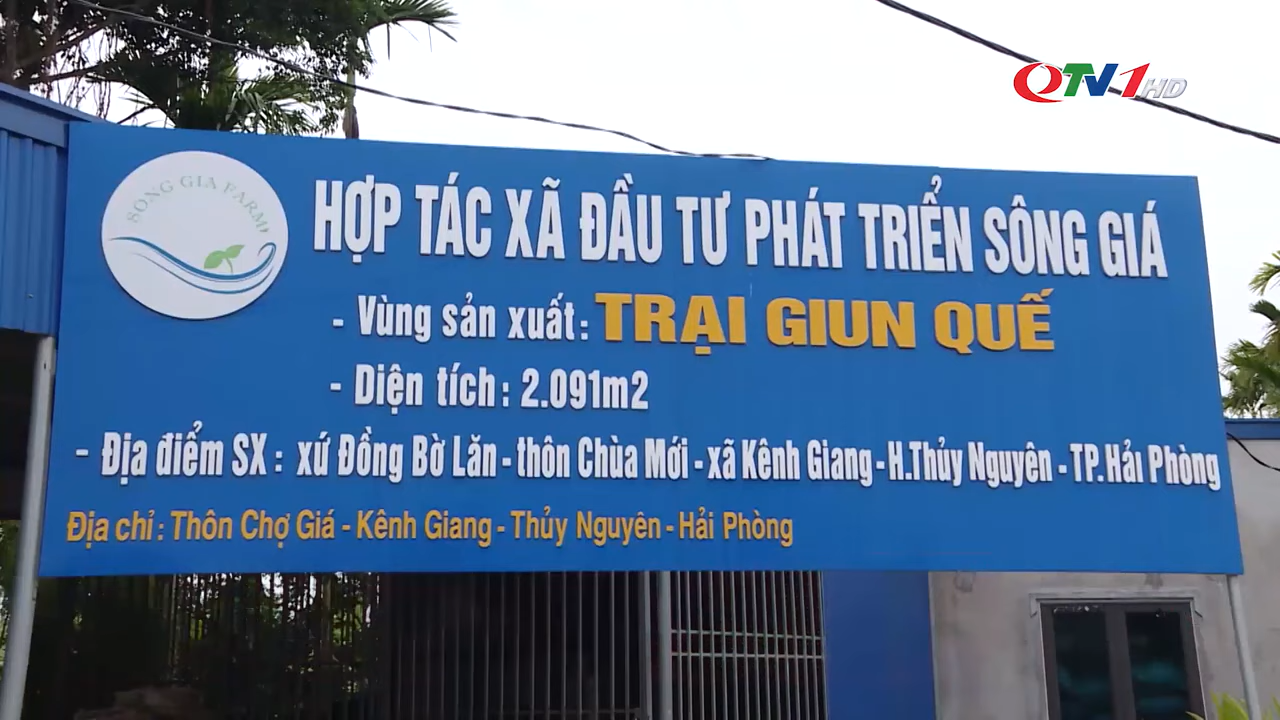 QTV1HD
SONG GIA FARM
HỢP TÁC XÃ ĐẦU TƯ PHÁT TRIỂN SÔNG GIÁ
- Vùng sản xuất: TRẠI GIUN QUẾ
- Diện tích: 2.091m2
- Địa điểm SX: xứ Đồng Bờ Lăn - thôn Chùa Mới - xã Kênh Giang - H.Thủy Nguyên - TP.Hải Phòng
Địa chỉ: Thôn Chợ Giá - Kênh Giang - Thủy Nguyên - Hải Phòng